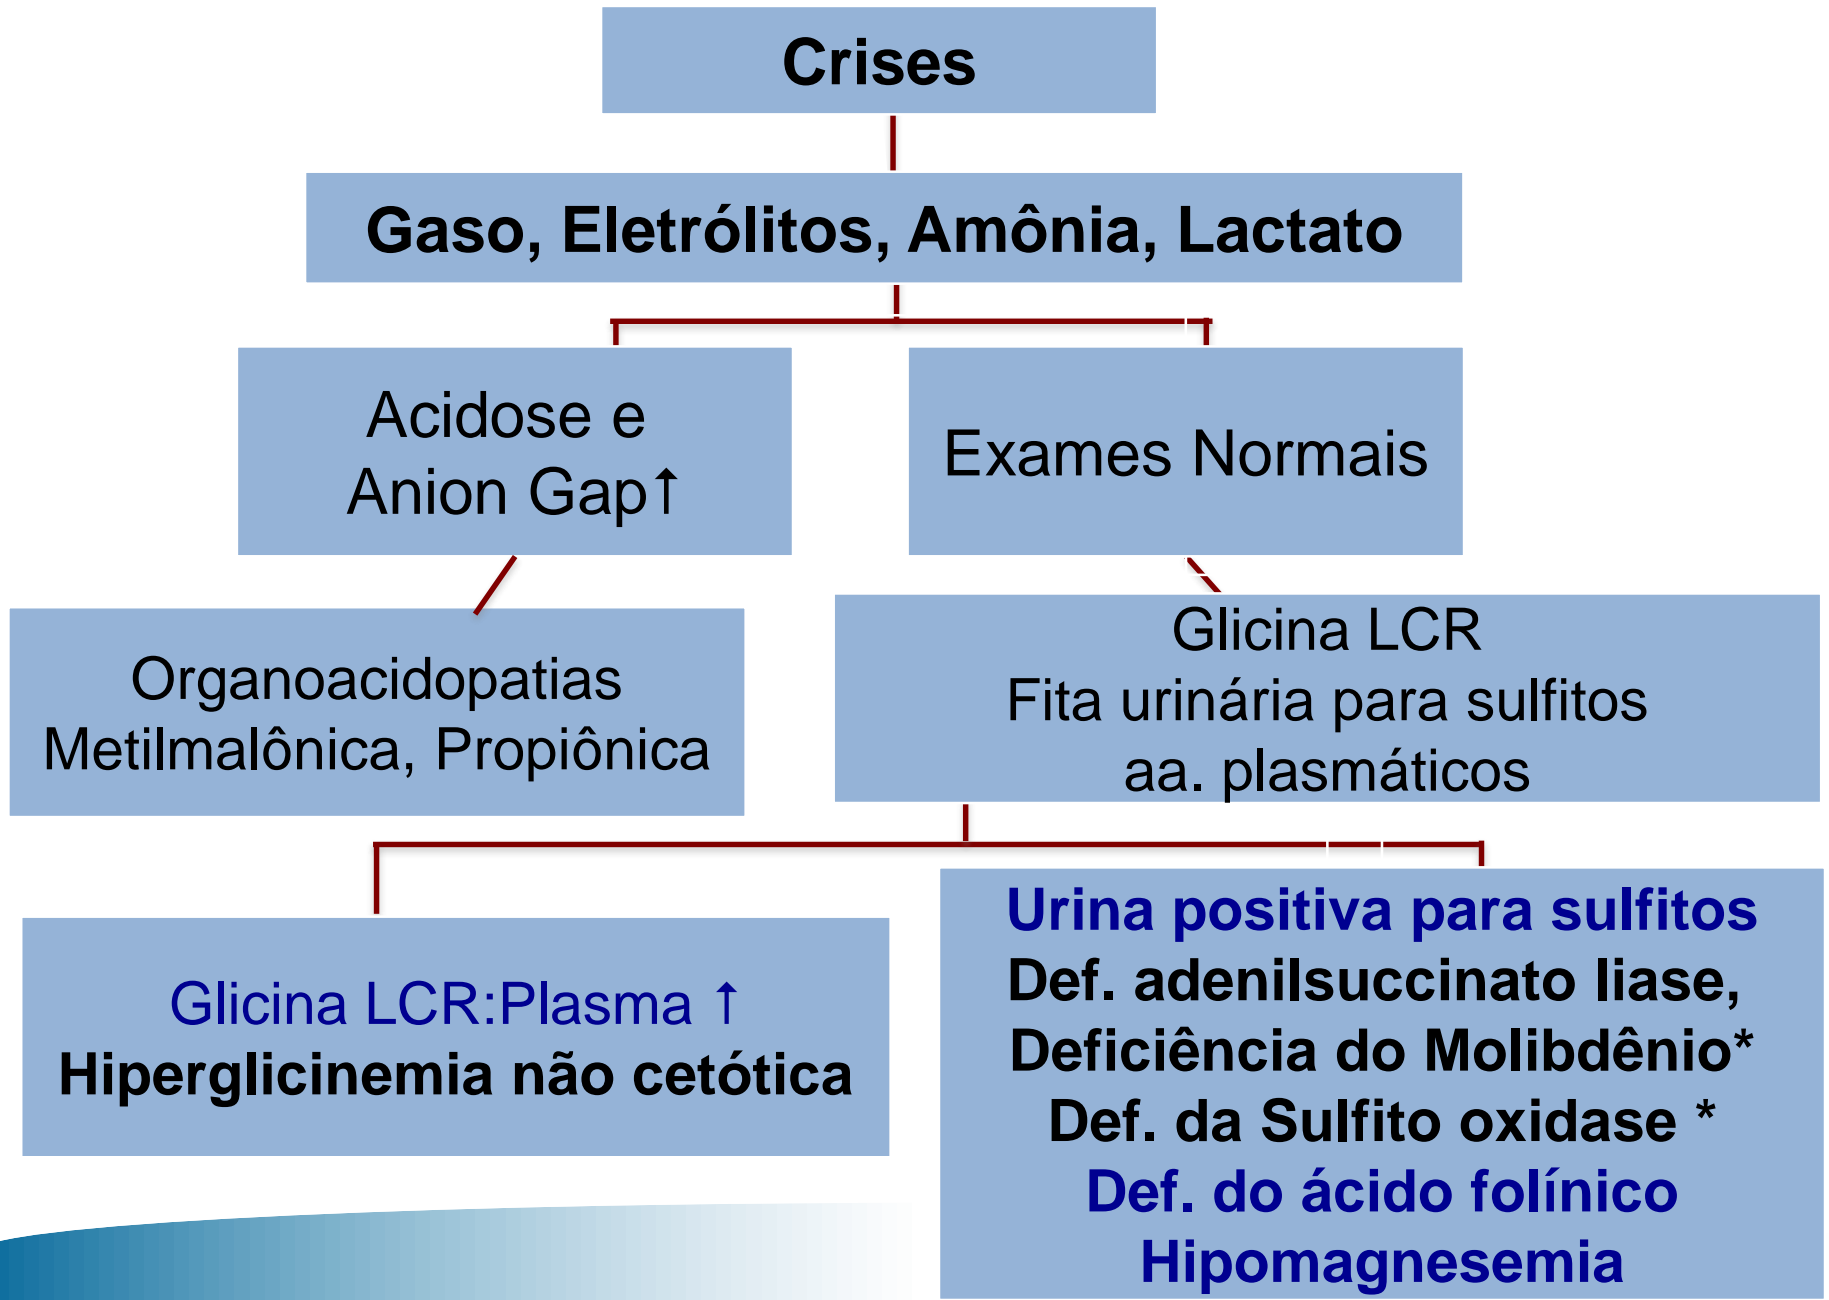 Crises
Gaso, Eletrólitos, Amônia, Lactato
Acidose e
Anion Gap↑
Exames Normais
Organoacidopatias
Metilmalônica, Propiônica
Glicina LCR
Fita urinária para sulfitos
aa. plasmáticos
Glicina LCR:Plasma ↑
Hiperglicinemia não cetótica
Urina positiva para sulfitos
Def. adenilsuccinato liase,
Deficiência do Molibdênio*
Def. da Sulfito oxidase *
Def. do ácido folínico
Hipomagnesemia